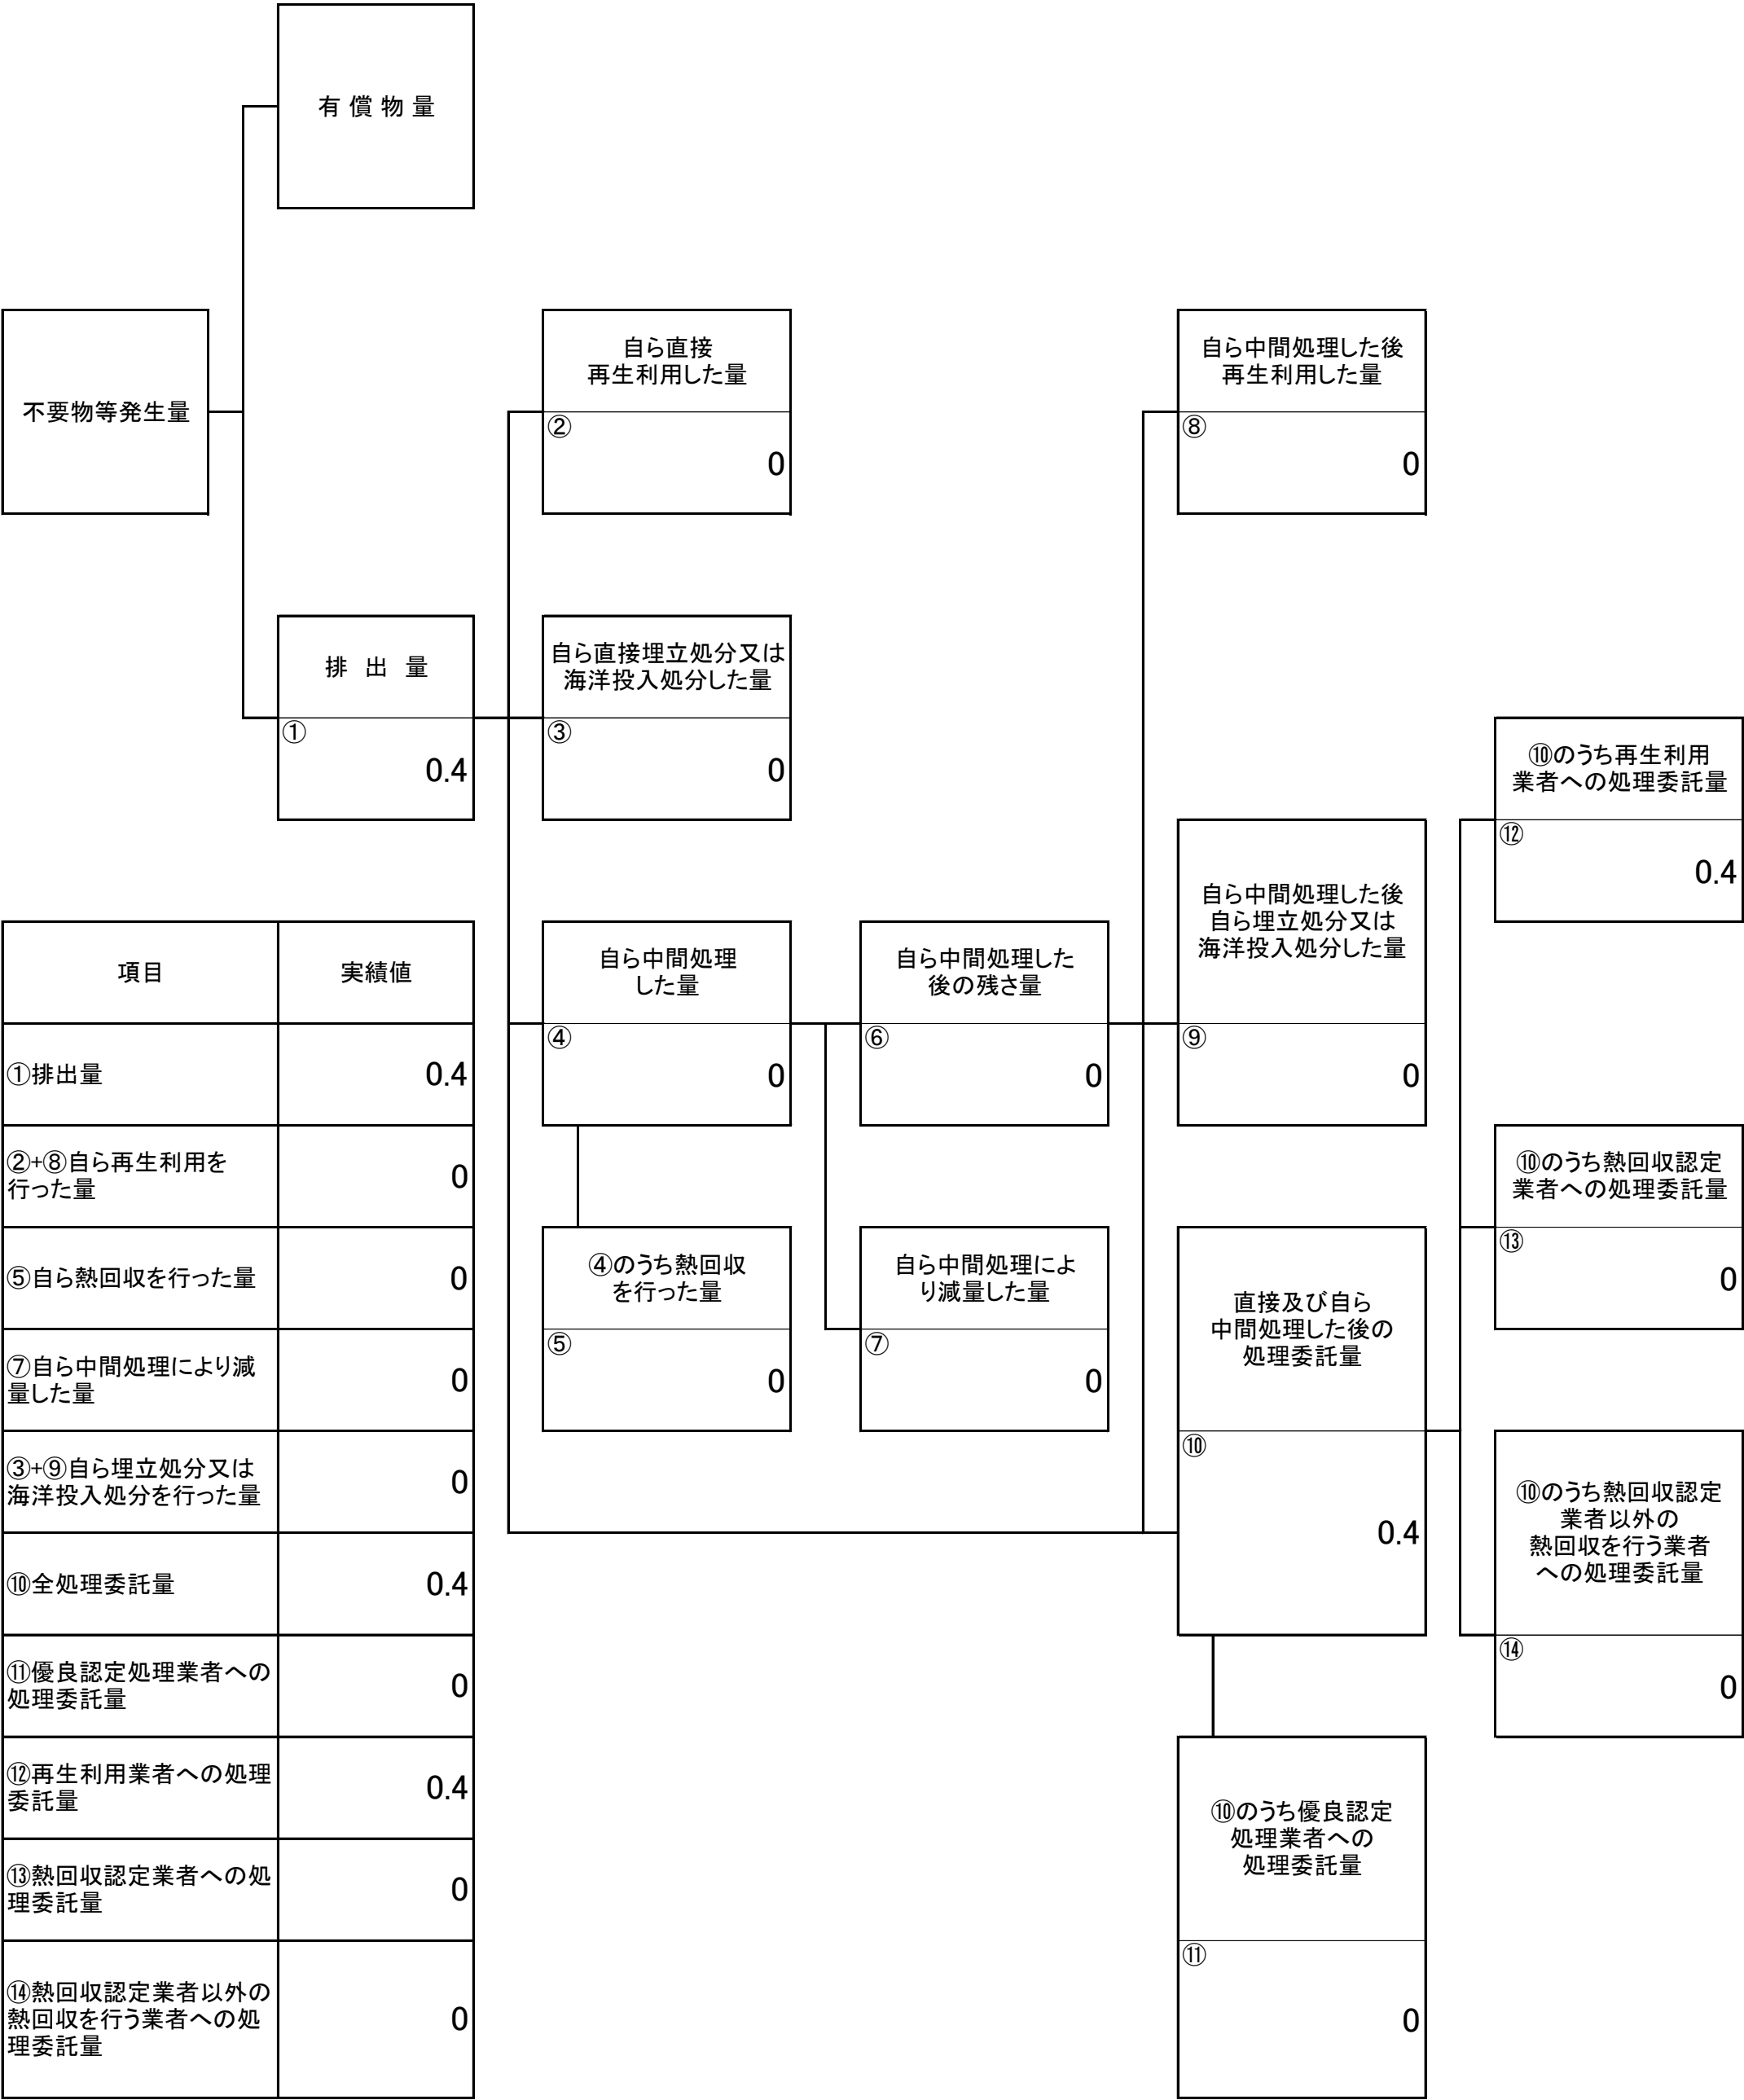 有 償 物 量
不要物等発生量
自ら直接
再生利用した量
②
0
自ら中間処理した後
再生利用した量
⑧
0
排 出 量
①
0.4
自ら直接埋立処分又は
海洋投入処分した量
③
0
⑩のうち再生利用
業者への処理委託量
⑫
0.4
自ら中間処理した後
自ら埋立処分又は
海洋投入処分した量
⑨
0
自ら中間処理
した量
④
0
自ら中間処理した
後の残さ量
⑥
0
⑩のうち熱回収認定
業者への処理委託量
⑬
0
④のうち熱回収
を行った量
⑤
0
自ら中間処理によ
り減量した量
⑦
0
直接及び自ら
中間処理した後の
処理委託量
⑩
0.4
⑩のうち熱回収認定
業者以外の
熱回収を行う業者
への処理委託量
⑭
0
⑩のうち優良認定
処理業者への
処理委託量
⑪
0
項目
実績値
①排出量
0.4
②+⑧自ら再生利用を
行った量
0
⑤自ら熱回収を行った量
0
⑦自ら中間処理により減
量した量
0
③+⑨自ら埋立処分又は
海洋投入処分を行った量
0
⑩全処理委託量
0.4
⑪優良認定処理業者への
処理委託量
0
⑫再生利用業者への処理
委託量
0.4
⑬熱回収認定業者への処
理委託量
0
⑭熱回収認定業者以外の
熱回収を行う業者への処
理委託量
0